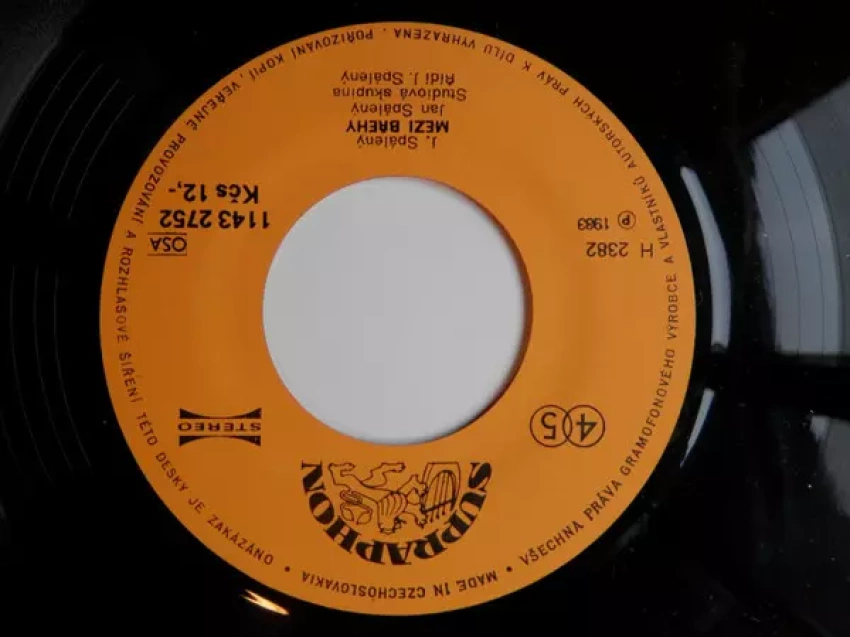 SUPRAPHON
45
STEREO
H 2382
℗ 1983
OSA
1143 2752
Kčs 12,-
J. Spálený
MEZI BŘEHY
Jan Spálený
Studiová skupina
Řídí J. Spálený
MADE IN CZECHOSLOVAKIA • VŠECHNA PRÁVA GRAMOFONOVÉHO VÝROBCE A VLASTNÍKŮ AUTORSKÝCH PRÁV K DÍLU VYHRAZENA . POŘIZOVÁNÍ KOPIÍ, VEŘEJNÉ PROVOZOVÁNÍ A ROZHLASOVÉ ŠÍŘENÍ TÉTO DESKY JE ZAKÁZÁNO •